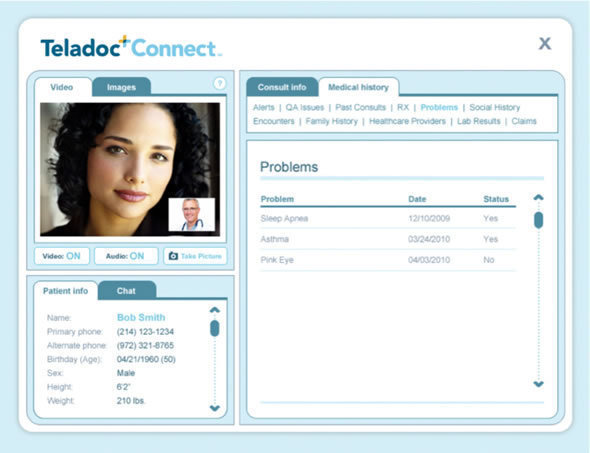 Teladoc Connect
X
Video Images ?
Video: ON Audio: ON Take Picture
Patient info Chat
Name: Bob Smith
Primary phone: (214) 123-1234
Alternate phone: (972) 321-8765
Birthday (Age): 04/21/1960 (50)
Sex: Male
Height: 6'2"
Weight: 210 lbs.
Consult info Medical history
Alerts | QA Issues | Past Consults | RX | Problems | Social History
Encounters | Family History | Healthcare Providers | Lab Results | Claims
Problems
Problem Date Status
Sleep Apnea 12/10/2009 Yes
Asthma 03/24/2010 Yes
Pink Eye 04/03/2010 No